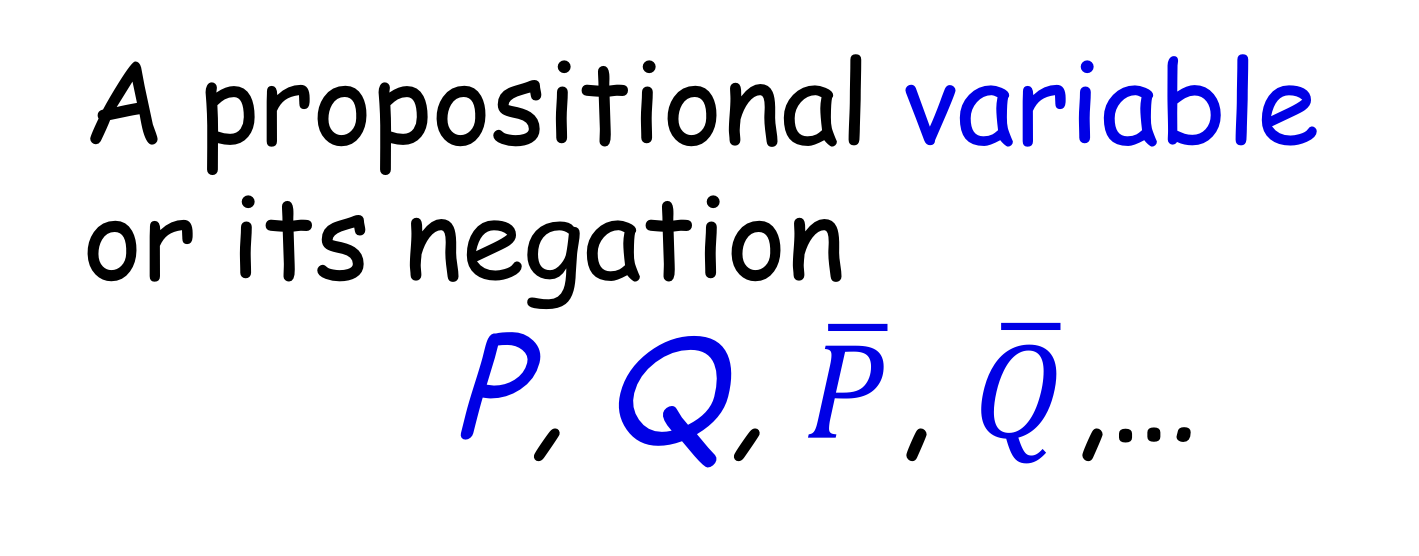 A propositional variable
or its negation
P, Q, P̅, Q̅,...